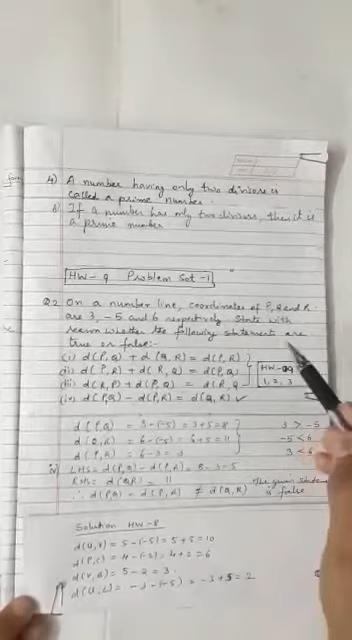 4) A number having only two divisors is
called a prime number.
If a number has only two divisors, then it is
a prime number
HW-9 Problem Set-1
Q.2 On a number line, coordinates of P, Q and R
are 3, -5 and 6 respectively. State with
reason whether the following statement are
true or false:-
(i) d(P,Q) + d(Q,R) = d(P,R)
(ii) d(P,R) + d(R,Q) = d(P,Q)
(iii) d(R,P) + d(P,Q) = d(R,Q)
(iv) d(P,Q) - d(P,R) = d(Q,R) ✓
HW-
1, 2, 3
d(P,Q) = 3-(-5) = 3+5=8
d(Q,R) = 6-(-5) = 6+5=11
d(P,R) = 6-3 = 3
3 > -5
-5 < 6
3 < 6
iv) LHS= d(P,Q) - d(P,R) = 8-3=5
RHS= d(Q,R) = 11
∴ d(P,Q) - d(P,R) ≠ d(Q,R)
The given
is false
Solution HW-8
d(U,V) = 5-(-5) = 5+5=10
= 4+2=6
= 5-2=3.
= -3-(-5) = -3+5=2